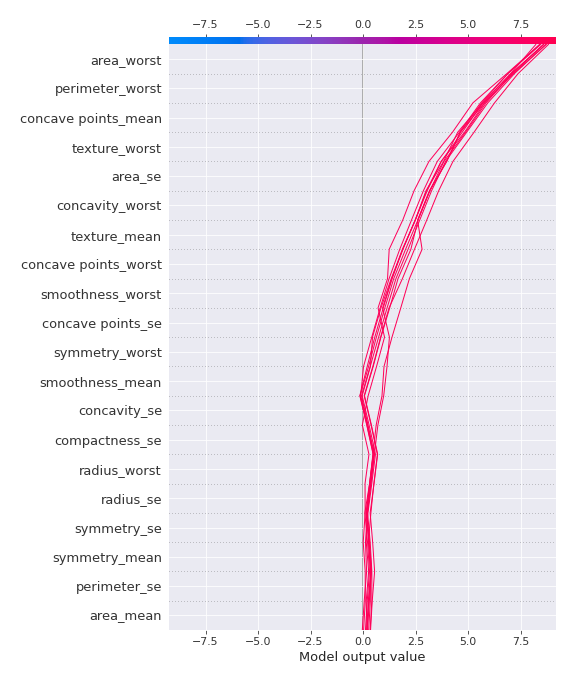 −7.5 −5.0 −2.5 0.0 2.5 5.0 7.5
area_worst
perimeter_worst
concave points_mean
texture_worst
area_se
concavity_worst
texture_mean
concave points_worst
smoothness_worst
concave points_se
symmetry_worst
smoothness_mean
concavity_se
compactness_se
radius_worst
radius_se
symmetry_se
symmetry_mean
perimeter_se
area_mean
−7.5 −5.0 −2.5 0.0 2.5 5.0 7.5
Model output value